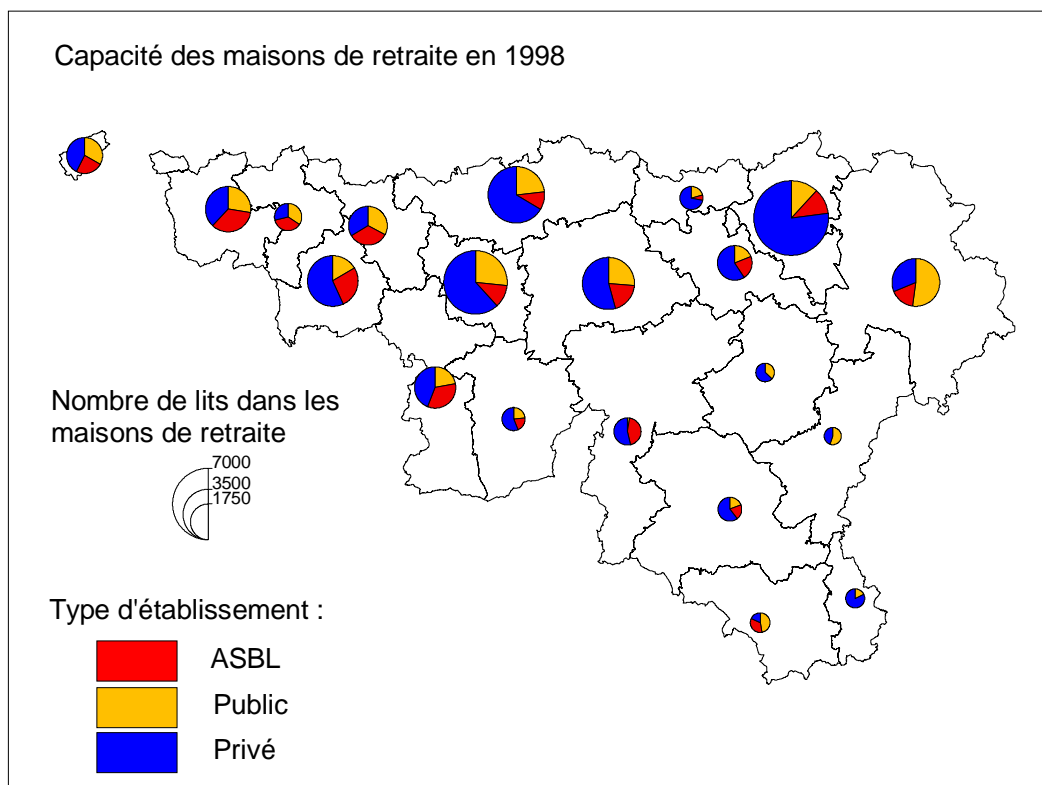 Capacité des maisons de retraite en 1998
Nombre de lits dans les
maisons de retraite
7000
3500
1750
Type d'établissement :
ASBL
Public
Privé